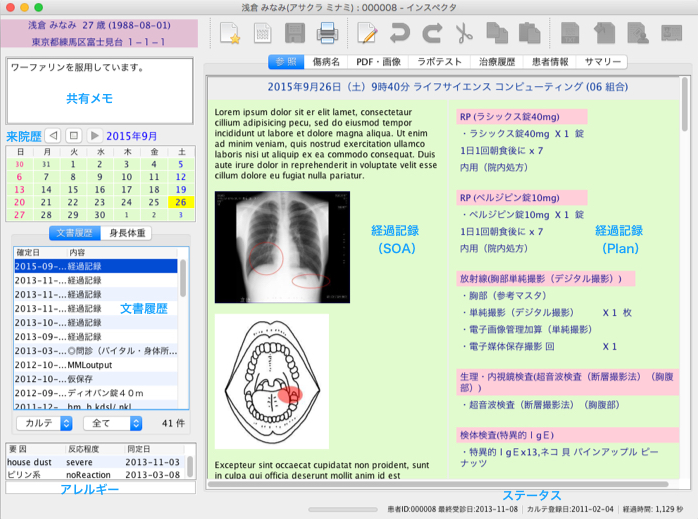 浅倉 みなみ(アサクラ ミナミ) : 000008 - インスペクタ
浅倉 みなみ 27 歳 (1988-08-01)
東京都練馬区富士見台 1－1－1
ワーファリンを服用しています。
共有メモ
来院歴 2015年9月
日 月 火 水 木 金 土
30 31 1 2 3 4 5
6 7 8 9 10 11 12
13 14 15 16 17 18 19
20 21 22 23 24 25 26
27 28 29 30 1 2 3
文書履歴 身長体重
確定日 内容
2015-09-... 経過記録
2013-11-... 経過記録
2013-11-... 経過記録
2013-11-... 経過記録
2013-10-... 経過記録
2013-09-... 経過記録
2013-03-... ◎問診（バイタル・身体所...
2012-10-... MMLoutput
2012-10-... 仮保存
2012-09-... ディオバン錠４０ｍ
文書履歴
カルテ 全て 41 件
要 因 反応程度 同定日
house dust severe 2013-11-03
ピリン系 noReaction 2013-03-08
アレルギー
参 照 傷病名 PDF・画像 ラボテスト 治療履歴 患者情報 サマリー
2015年9月26日（土）9時40分 ライフサイエンス コンピューティング (06 組合)
Lorem ipsum dolor sit er elit lamet, consectetaur
cillium adipisicing pecu, sed do eiusmod tempor
incididunt ut labore et dolore magna aliqua. Ut enim
ad minim veniam, quis nostrud exercitation ullamco
laboris nisi ut aliquip ex ea commodo consequat. Duis
aute irure dolor in reprehenderit in voluptate velit esse
cillum dolore eu fugiat nulla pariatur.
経過記録
（SOA）
Excepteur sint occaecat cupidatat non proident, sunt
in culpa qui officia deserunt mollit anim id est
RP (ラシックス錠40mg)
・ラシックス錠40mg X 1 錠
1日1回朝食後に x 7
内用（院内処方）
RP (ペルジピン錠10mg)
・ペルジピン錠10mg X 1 錠
1日1回朝食後に x 7
内用（院内処方）
経過記録
（Plan）
放射線(胸部単純撮影（デジタル撮影）)
・胸部（参考マスタ）
・単純撮影（デジタル撮影） X 1 枚
・電子画像管理加算（単純撮影）
・電子媒体保存撮影 回 X 1
生理・内視鏡検査(超音波検査（断層撮影法）（胸腹
部）)
・超音波検査（断層撮影法）（胸腹部）
検体検査(特異的ＩｇＥ)
・特異的ＩｇＥx13,ネコ 貝 パインアップル ピー
ナッツ
ステータス
患者ID:000008 最終受診日:2013-11-08 カルテ登録日:2011-02-04 経過時間: 1,129 秒